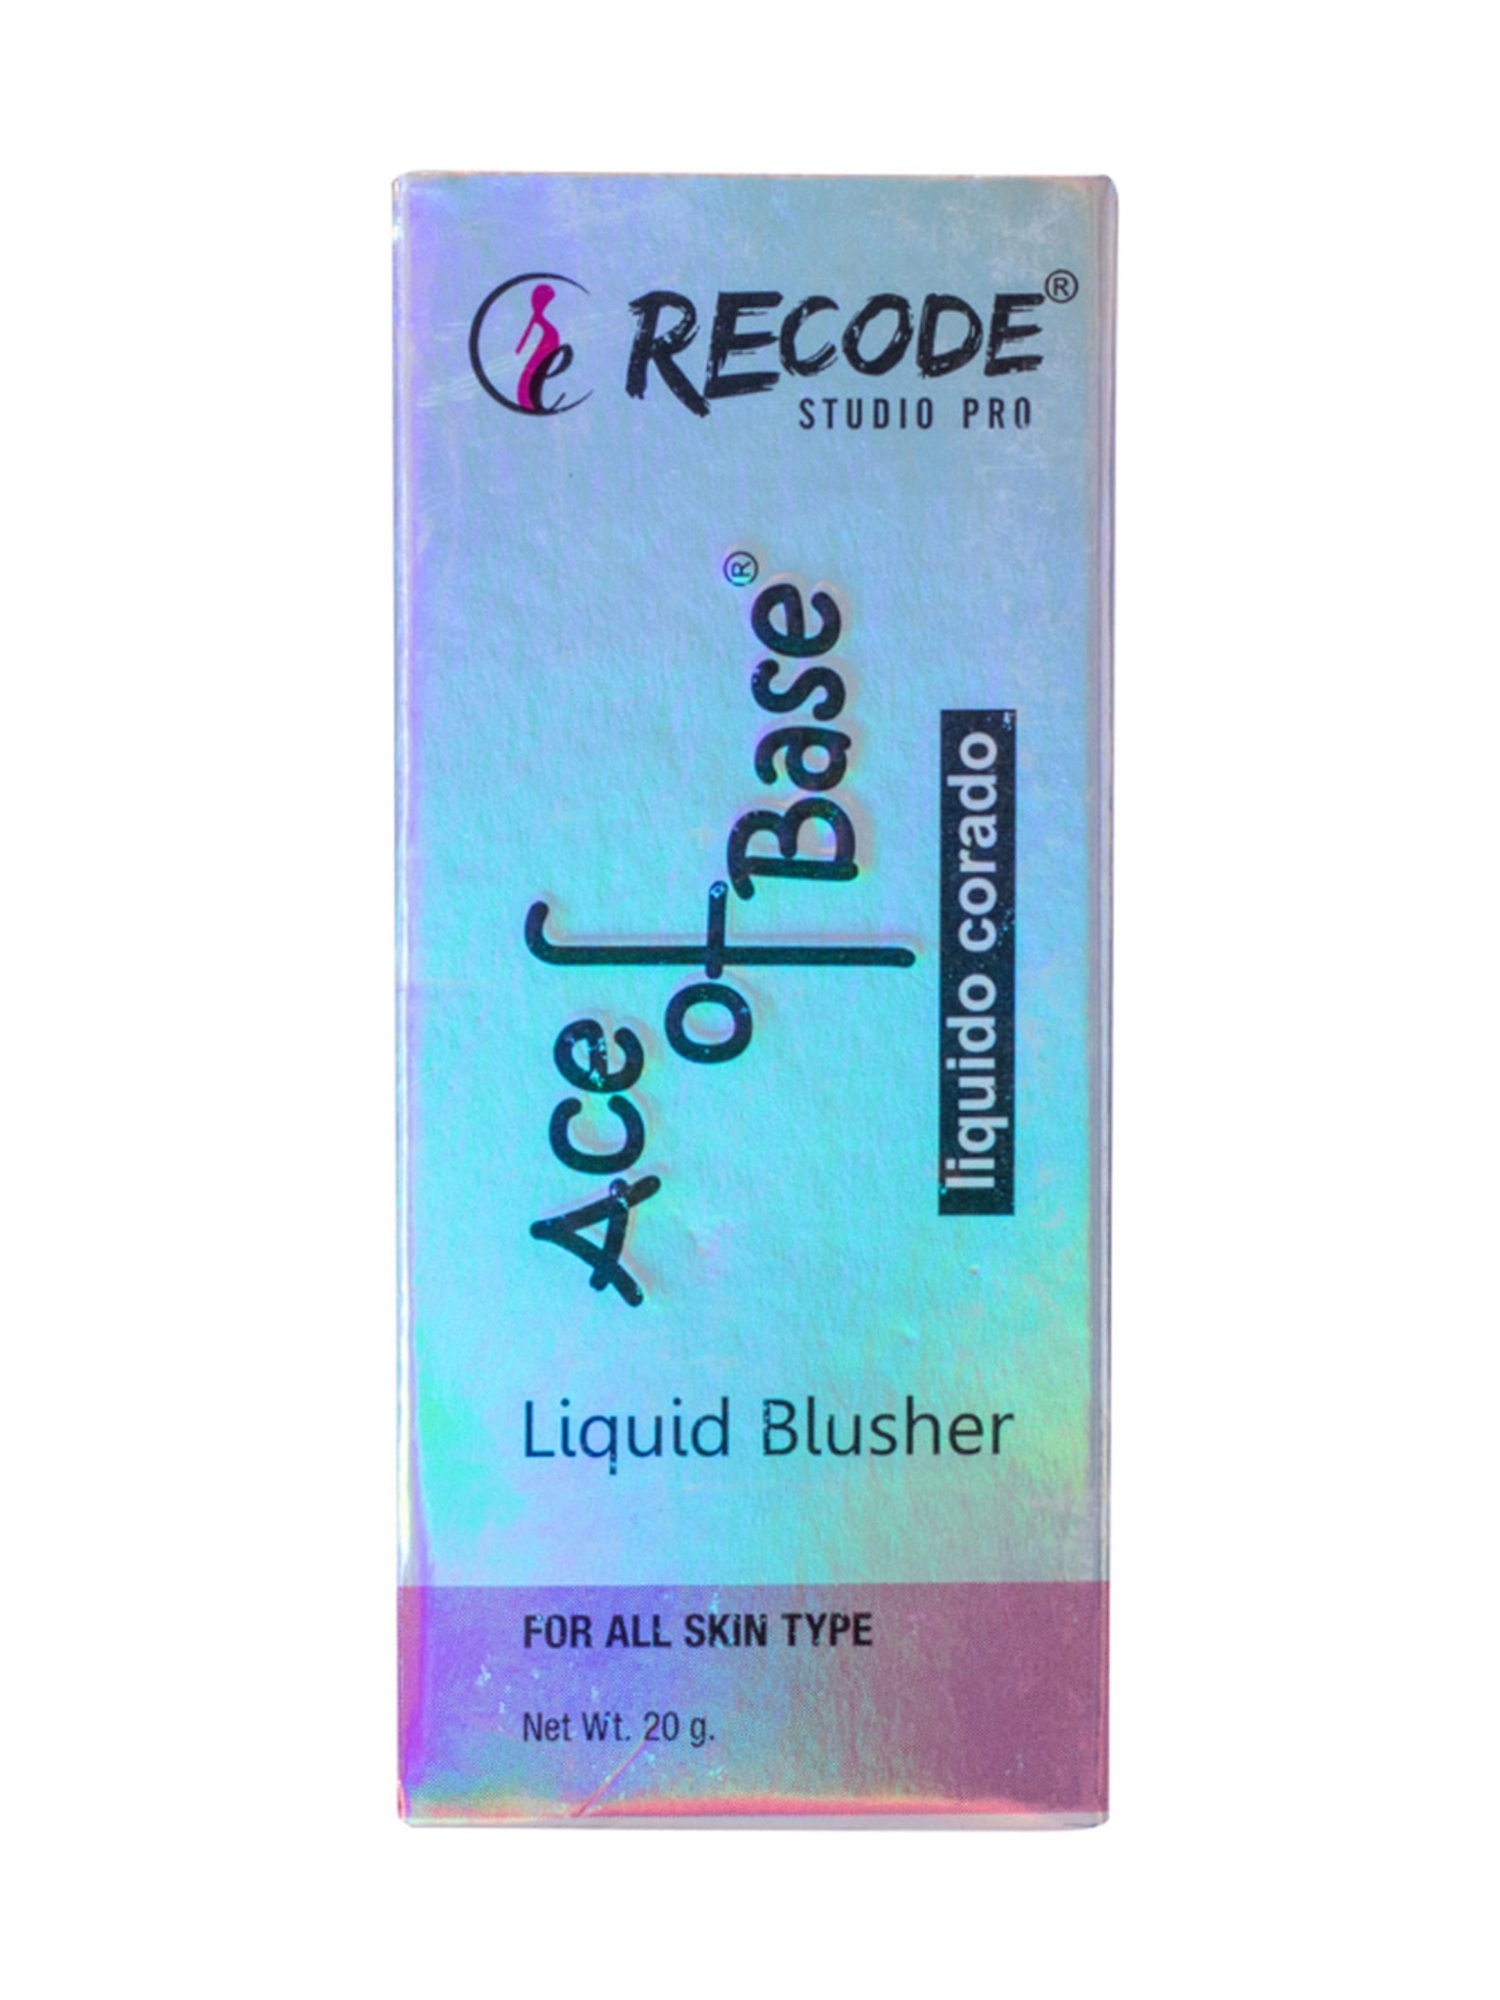 RECODE®
STUDIO PRO
Ace of Base®
liquido corado
Liquid Blusher
FOR ALL SKIN TYPE
Net Wt. 20 g.